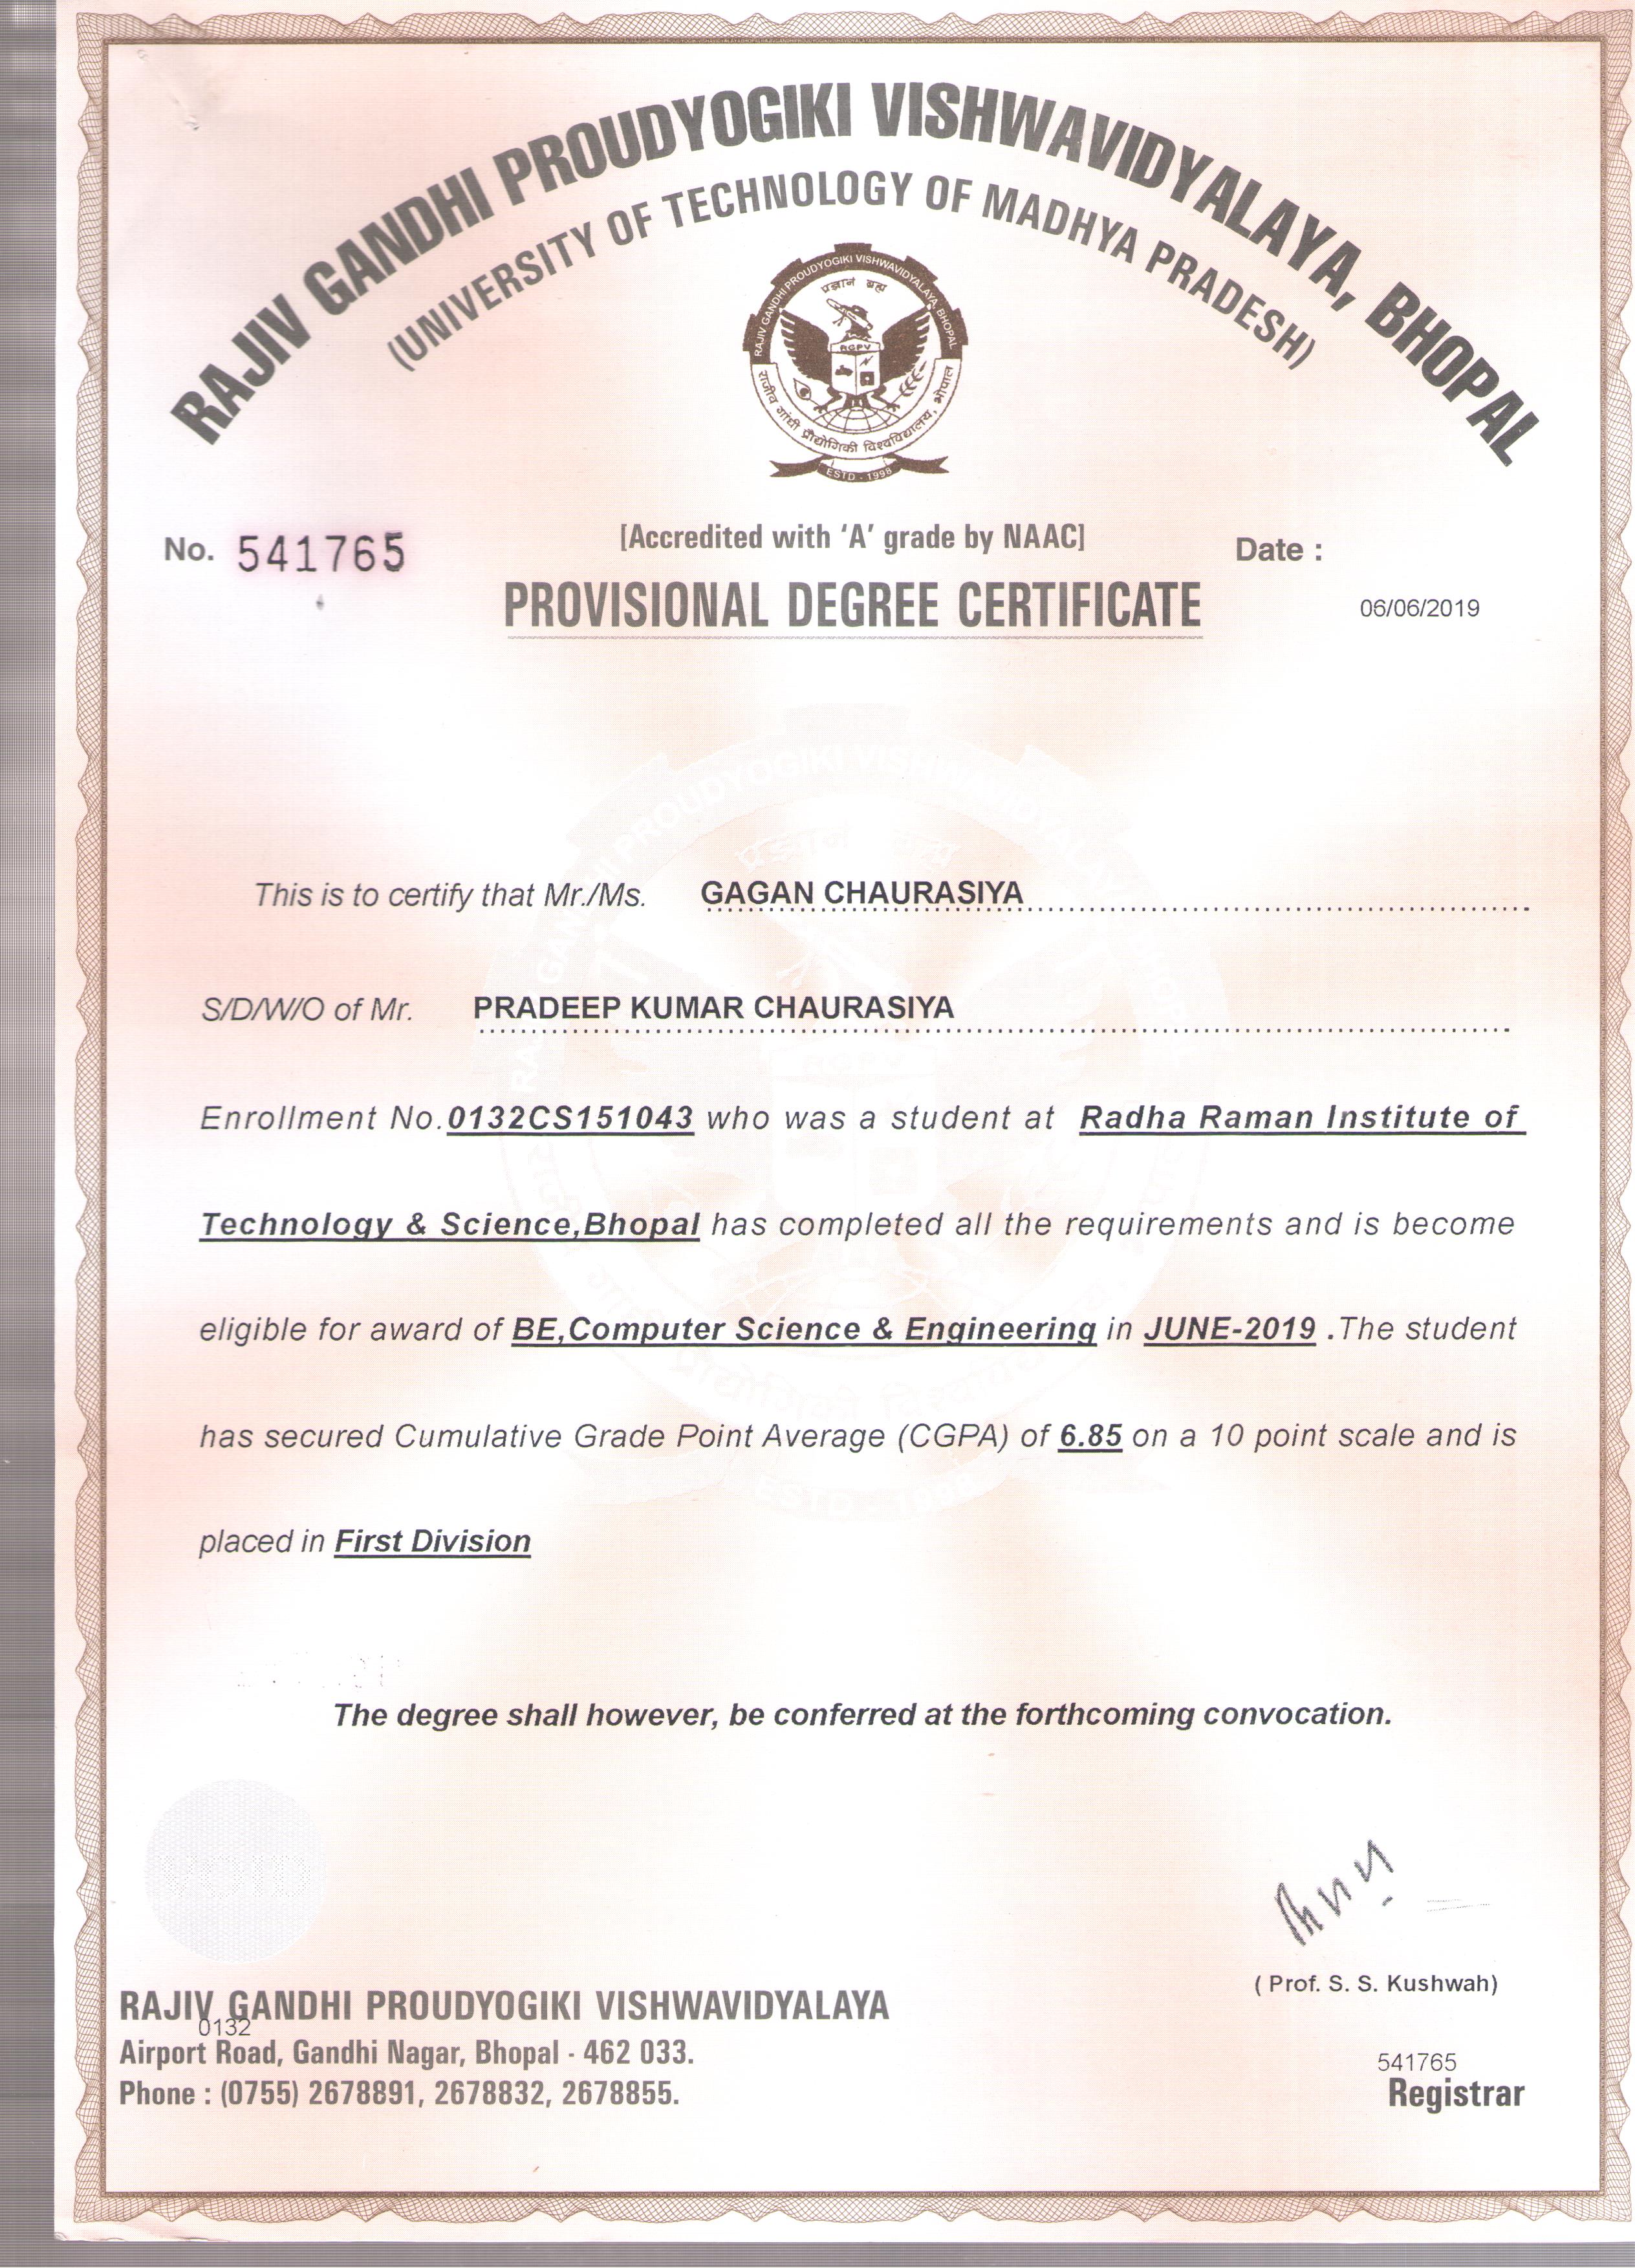 RAJIV GANDHI PROUDYOGIKI VISHWAVIDYALAYA, BHOPAL
(UNIVERSITY OF TECHNOLOGY OF MADHYA PRADESH)
RAJIV GANDHI PROUDYOGIKI VISHWAVIDYALAYA, BHOPAL
प्रज्ञानं ब्रह्म
RGPV
राजीव गांधी प्रौद्योगिकी विश्वविद्यालय, भोपाल
ESTD - 1998
[Accredited with ‘A’ grade by NAAC]
No. 541765
Date :
PROVISIONAL DEGREE CERTIFICATE
06/06/2019
This is to certify that Mr./Ms. GAGAN CHAURASIYA
S/D/W/O of Mr. PRADEEP KUMAR CHAURASIYA
Enrollment No.0132CS151043 who was a student at Radha Raman Institute of
Technology & Science,Bhopal has completed all the requirements and is become
eligible for award of BE,Computer Science & Engineering in JUNE-2019 .The student
has secured Cumulative Grade Point Average (CGPA) of 6.85 on a 10 point scale and is
placed in First Division
The degree shall however, be conferred at the forthcoming convocation.
( Prof. S. S. Kushwah)
RAJIV GANDHI PROUDYOGIKI VISHWAVIDYALAYA
0132
Airport Road, Gandhi Nagar, Bhopal - 462 033.
Phone : (0755) 2678891, 2678832, 2678855.
541765
Registrar